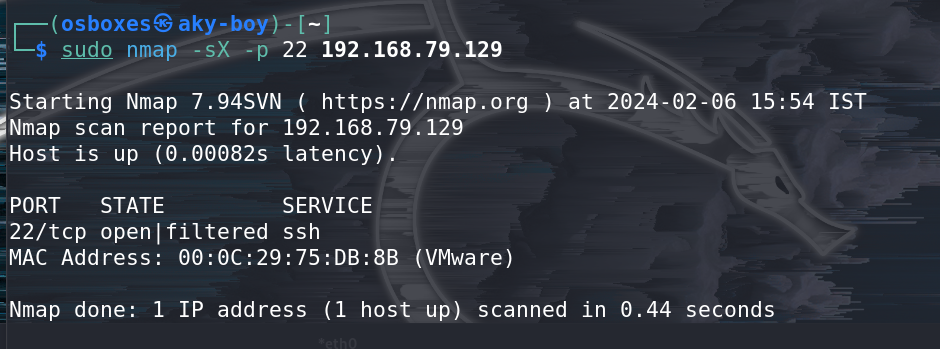 ┌──(osboxes㉿aky-boy)-[~]
└─$ sudo nmap -sX -p 22 192.168.79.129
Starting Nmap 7.94SVN ( https://nmap.org ) at 2024-02-06 15:54 IST
Nmap scan report for 192.168.79.129
Host is up (0.00082s latency).
PORT   STATE         SERVICE
22/tcp open|filtered ssh
MAC Address: 00:0C:29:75:DB:8B (VMware)
Nmap done: 1 IP address (1 host up) scanned in 0.44 seconds
*eth0